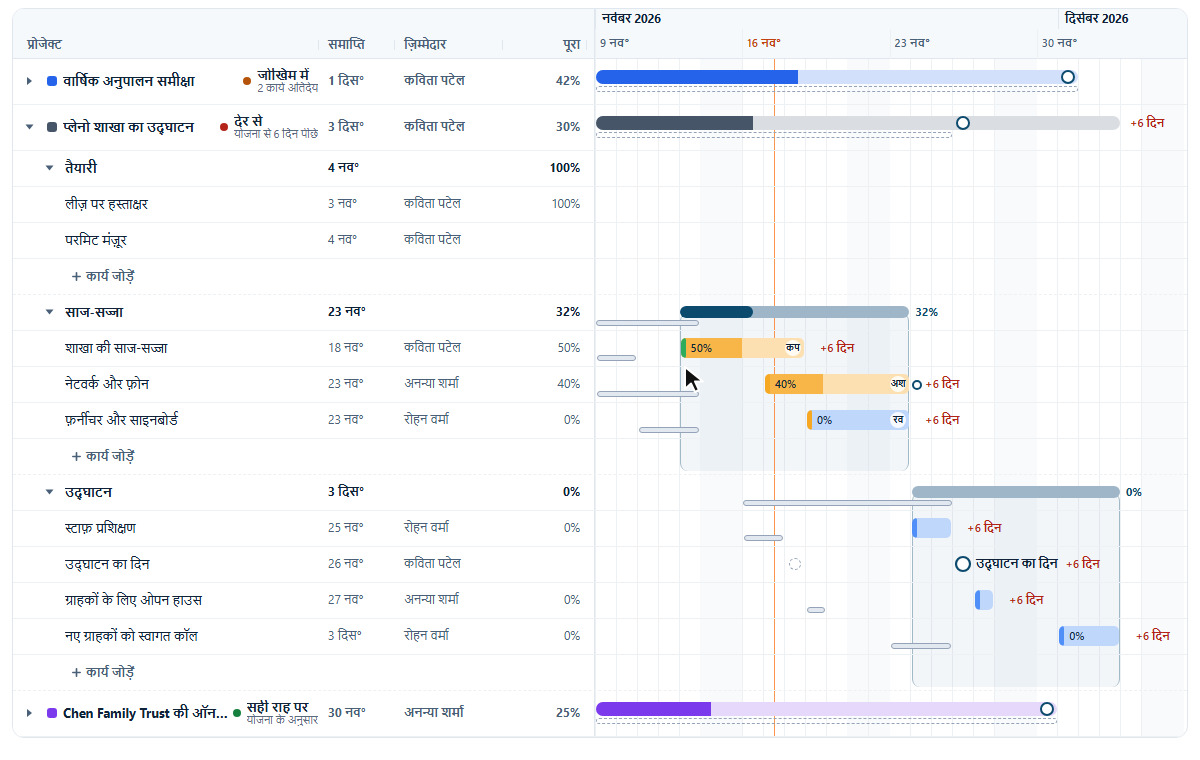 नवंबर 2026
दिसंबर 2026
प्रोजेक्ट
समाप्ति
ज़िम्मेदार
पूरा
9 नव°
16 नव°
23 नव°
30 नव°
वार्षिक अनुपालन समीक्षा
जोखिम में
2 कार्य अतिदेय
1 दिस°
कविता पटेल
42%
प्लेनो शाखा का उद्घाटन
देर से
योजना से 6 दिन पीछे
3 दिस°
कविता पटेल
30%
+6 दिन
तैयारी
4 नव°
100%
लीज़ पर हस्ताक्षर
3 नव°
कविता पटेल
100%
परमिट मंज़ूर
4 नव°
कविता पटेल
+ कार्य जोड़ें
साज-सज्जा
23 नव°
32%
32%
शाखा की साज-सज्जा
18 नव°
कविता पटेल
50%
50%
कप
+6 दिन
नेटवर्क और फ़ोन
23 नव°
अनन्या शर्मा
40%
40%
अश
+6 दिन
फ़र्नीचर और साइनबोर्ड
23 नव°
रोहन वर्मा
0%
0%
रव
+6 दिन
+ कार्य जोड़ें
उद्घाटन
3 दिस°
0%
0%
स्टाफ़ प्रशिक्षण
25 नव°
रोहन वर्मा
0%
+6 दिन
उद्घाटन का दिन
26 नव°
कविता पटेल
उद्घाटन का दिन
+6 दिन
ग्राहकों के लिए ओपन हाउस
27 नव°
अनन्या शर्मा
0%
+6 दिन
नए ग्राहकों को स्वागत कॉल
3 दिस°
रोहन वर्मा
0%
0%
+6 दिन
+ कार्य जोड़ें
Chen Family Trust की ऑन...
सही राह पर
योजना के अनुसार
30 नव°
अनन्या शर्मा
25%